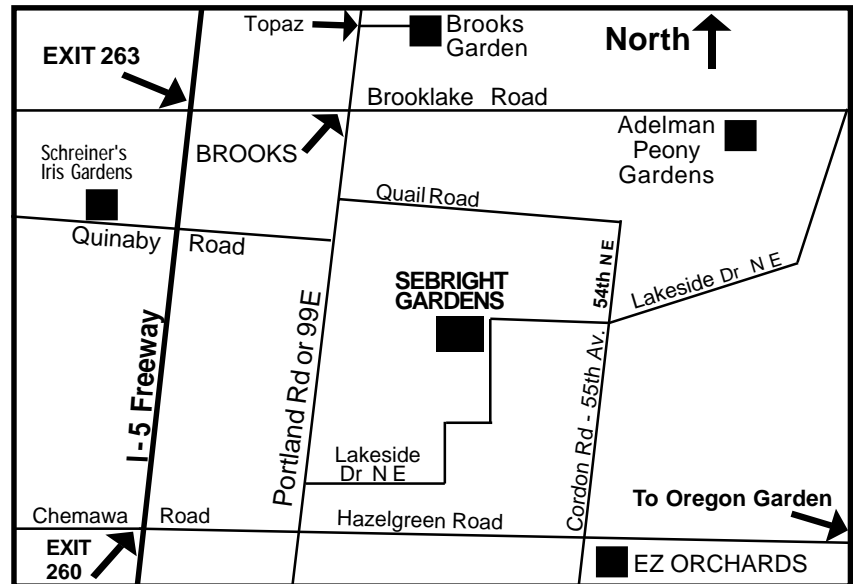 Topaz
Brooks
Garden
North
EXIT 263
Brooklake Road
Adelman
Peony
Gardens
Schreiner's
Iris Gardens
BROOKS
Quail Road
Quinaby Road
SEBRIGHT
GARDENS
54th N E
Lakeside Dr N E
I - 5 Freeway
Portland Rd or 99E
Cordon Rd - 55th Av.
Lakeside
Dr N E
To Oregon Garden
Chemawa Road
Hazelgreen Road
EXIT
260
EZ ORCHARDS